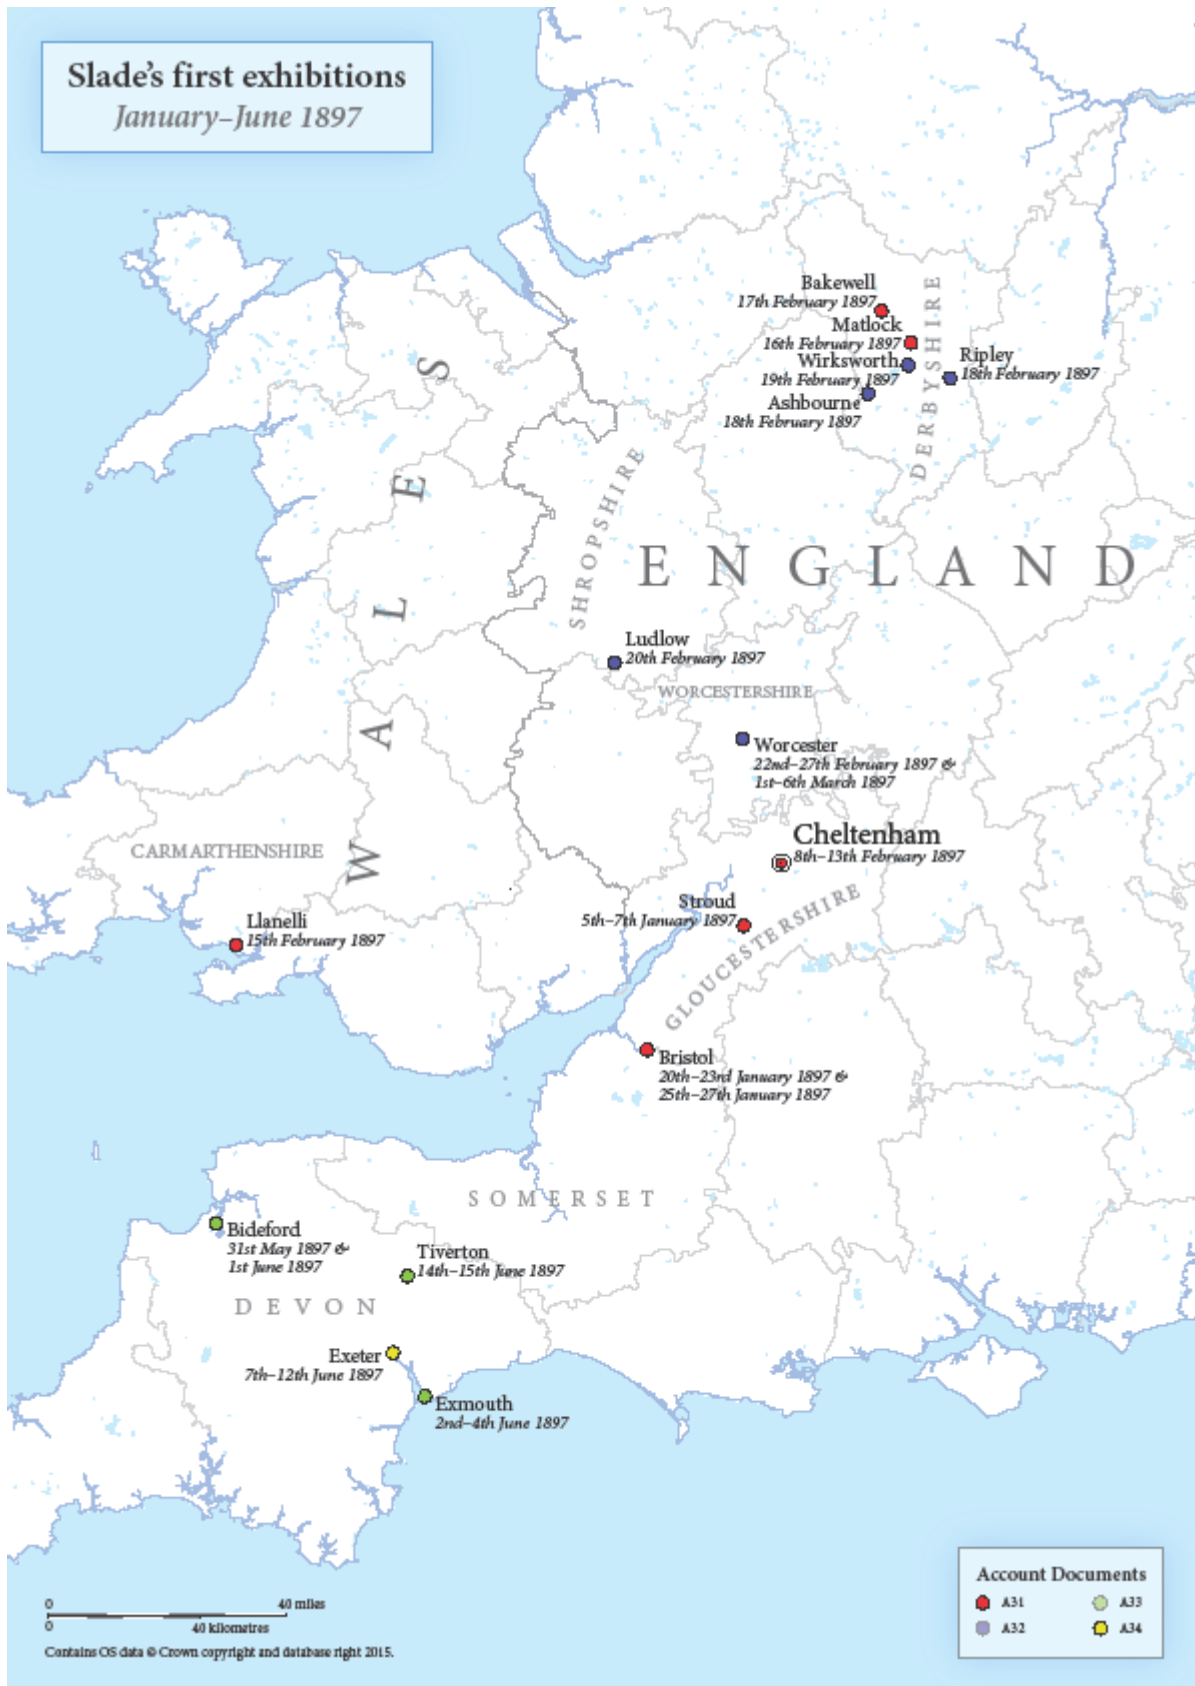 Slade's first exhibitions
January–June 1897
Bakewell
17th February 1897
Matlock
16th February 1897
Wirksworth
19th February 1897
Ashbourne
18th February 1897
Ripley
18th February 1897
DERBYSHIRE
WALES
SHROPSHIRE
ENGLAND
Ludlow
20th February 1897
WORCESTERSHIRE
Worcester
22nd–27th February 1897 &
1st–6th March 1897
Cheltenham
8th–13th February 1897
CARMARTHENSHIRE
Stroud
5th–7th January 1897
GLOUCESTERSHIRE
Llanelli
15th February 1897
Bristol
20th–23rd January 1897 &
25th–27th January 1897
SOMERSET
Bideford
31st May 1897 &
1st June 1897
Tiverton
14th–15th June 1897
DEVON
Exeter
7th–12th June 1897
Exmouth
2nd–4th June 1897
Account Documents
A31
A33
A32
A34
0 40 miles
0 40 kilometres
Contains OS data © Crown copyright and database right 2015.